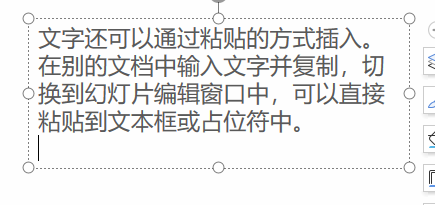 文字还可以通过粘贴的方式插入。
在别的文档中输入文字并复制，切
换到幻灯片编辑窗口中，可以直接
粘贴到文本框或占位符中。